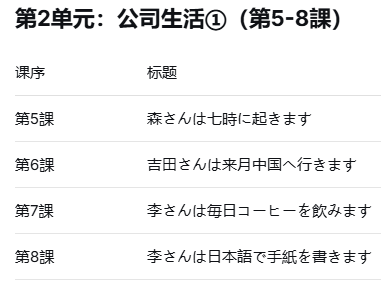 第2单元：公司生活①（第5-8課）
课序 标题
第5課 森さんは七時に起きます
第6課 吉田さんは来月中国へ行きます
第7課 李さんは毎日コーヒーを飲みます
第8課 李さんは日本語で手紙を書きます